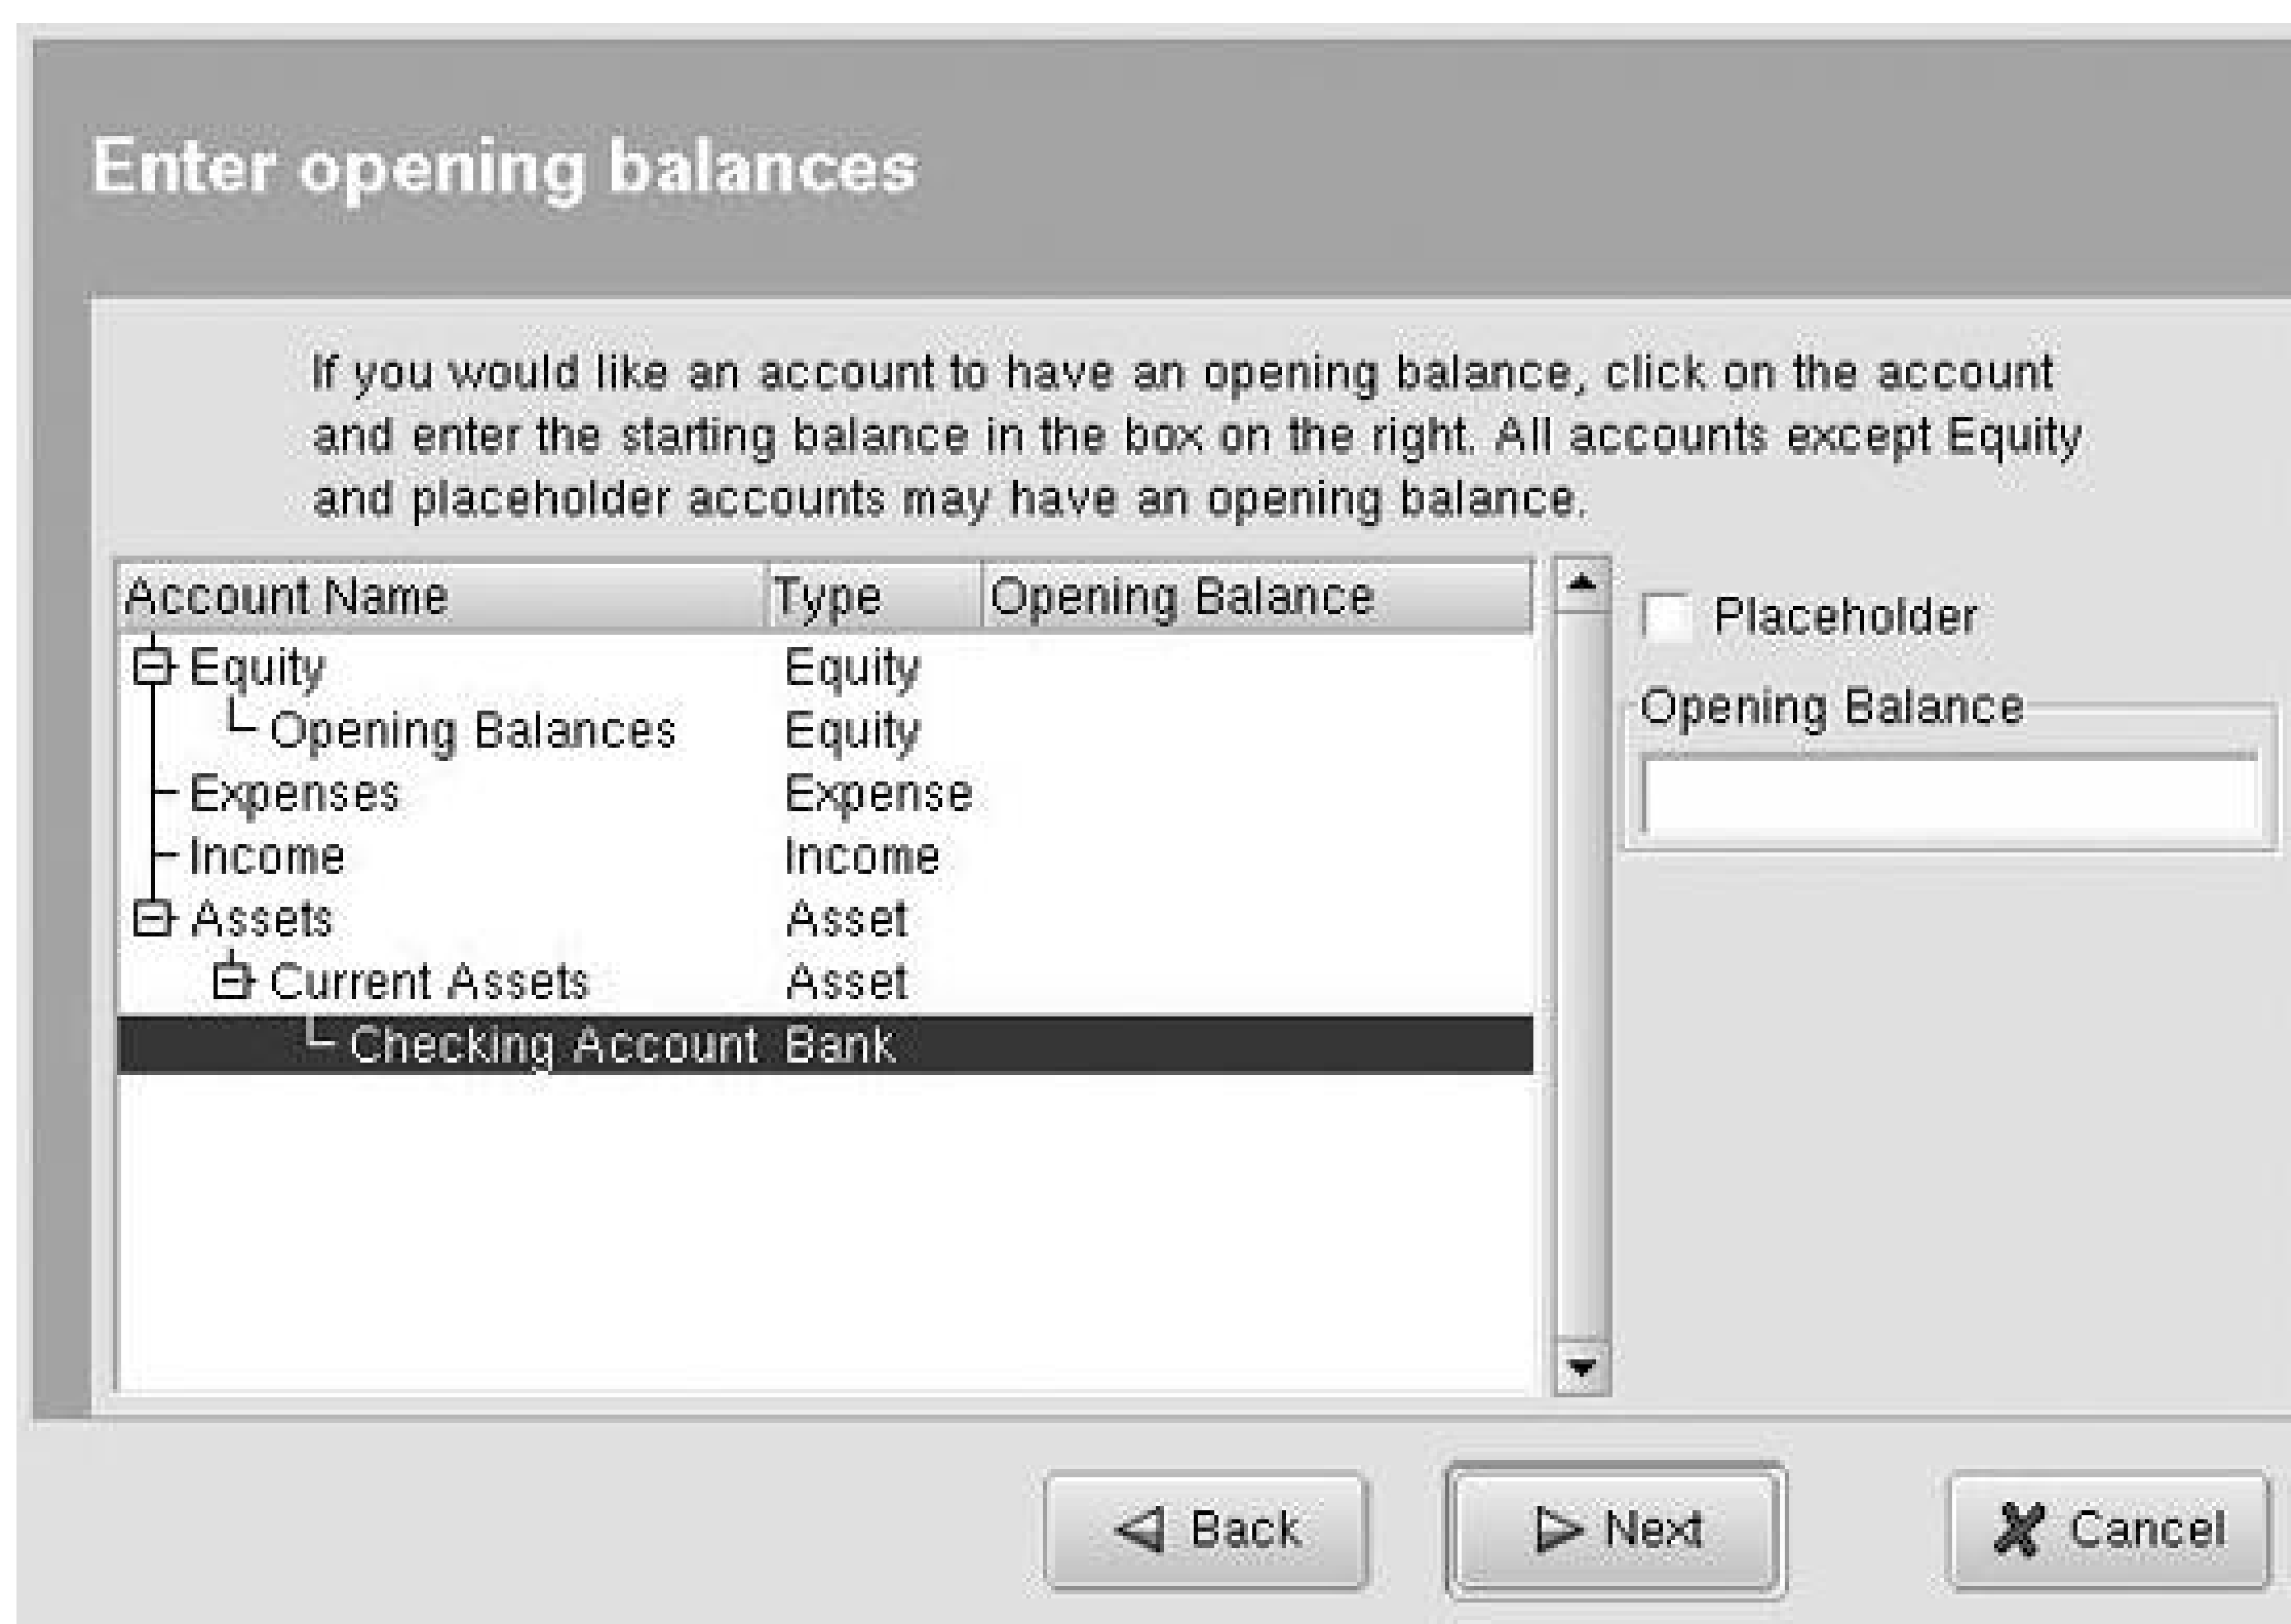 Enter opening balances
If you would like an account to have an opening balance, click on the account
and enter the starting balance in the box on the right. All accounts except Equity
and placeholder accounts may have an opening balance.
Account Name Type Opening Balance
Equity Equity
Opening Balances Equity
Expenses Expense
Income Income
Assets Asset
Current Assets Asset
Checking Account Bank
Placeholder
Opening Balance
Back Next Cancel